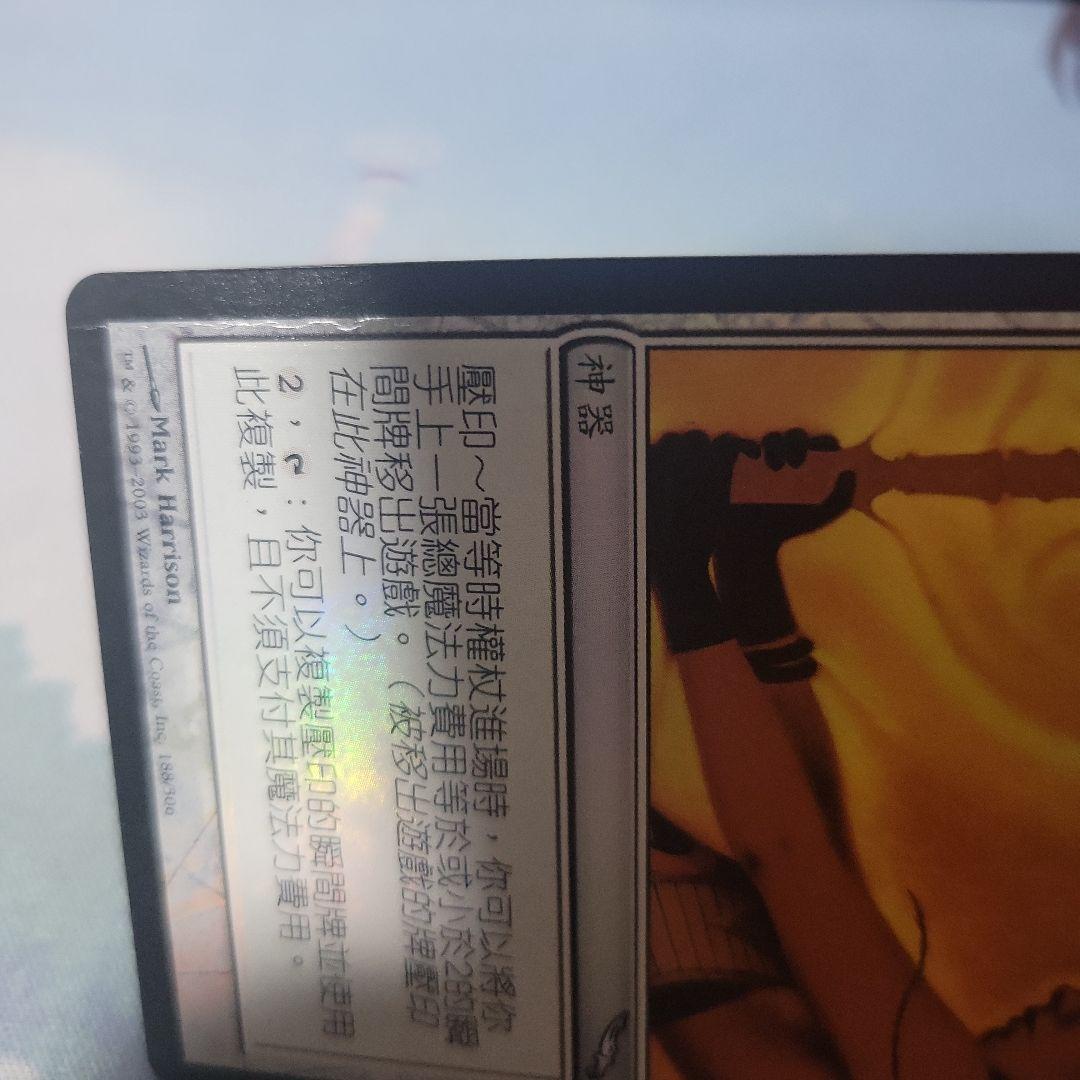 神器
壓印～當等時權杖進場時，你可以將你
手上一張總魔法力費用等於或小於2的瞬
間牌移出遊戲。（被移出遊戲的牌壓印
在此神器上。）
2，：你可以複製壓印的瞬間牌並使用
此複製，且不須支付其魔法力費用。
Mark Harrison
™ & © 1993-2003 Wizards of the Coast, Inc. 188/306